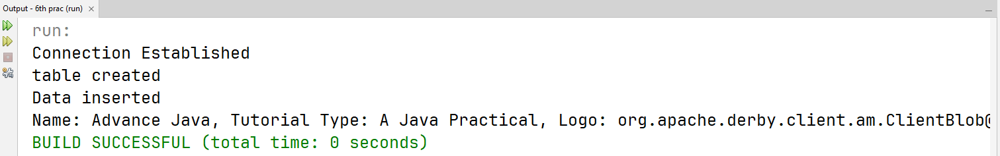 Output - 6th prac (run)
run:
Connection Established
table created
Data inserted
Name: Advance Java, Tutorial Type: A Java Practical, Logo: org.apache.derby.client.am.ClientBlob@
BUILD SUCCESSFUL (total time: 0 seconds)